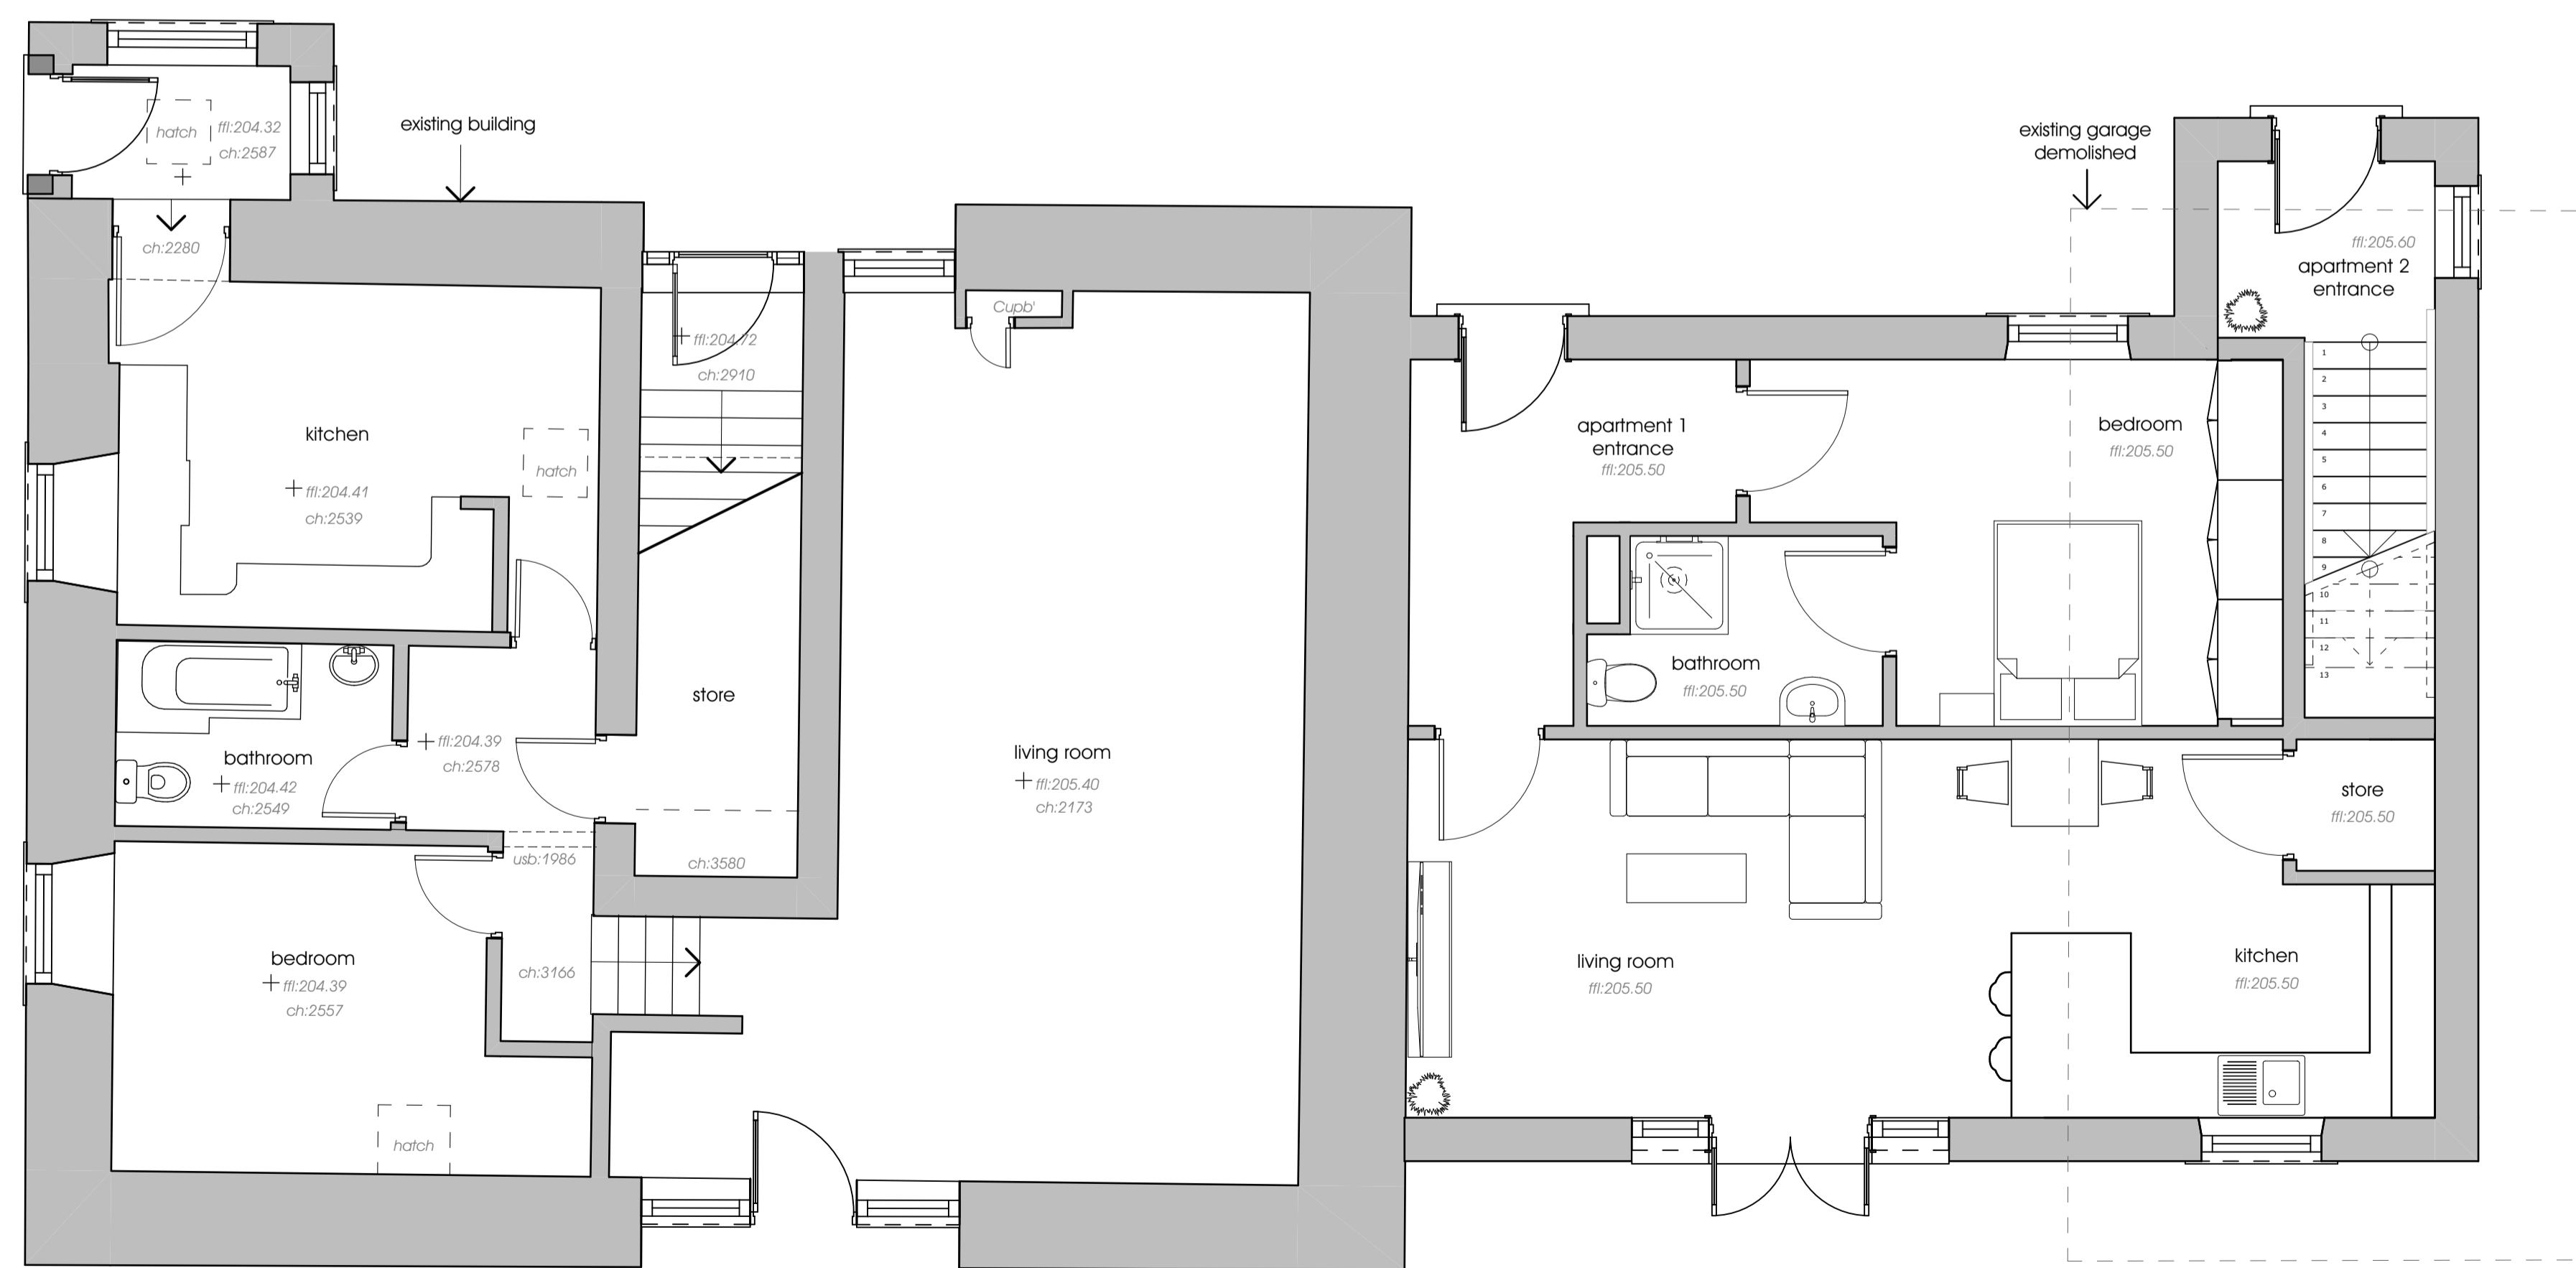 existing building
existing garage
demolished
hatch
ffl:204.32
ch:2587
ch:2280
kitchen
ffl:204.41
ch:2539
hatch
ffl:204.72
ch:2910
Cupb'
store
ch:3580
bathroom
ffl:204.42
ch:2549
ffl:204.39
ch:2578
usb:1986
ch:3166
bedroom
ffl:204.39
ch:2557
hatch
living room
ffl:205.40
ch:2173
apartment 1
entrance
ffl:205.50
bedroom
ffl:205.50
bathroom
ffl:205.50
ffl:205.60
apartment 2
entrance
1
2
3
4
5
6
7
8
9
10
11
12
13
store
ffl:205.50
living room
ffl:205.50
kitchen
ffl:205.50